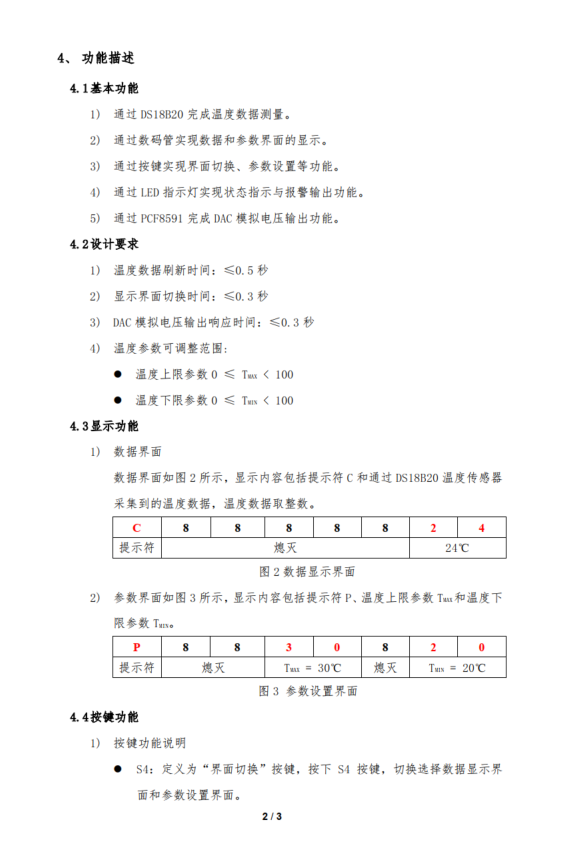 4、 功能描述
4.1基本功能
1) 通过 DS18B20 完成温度数据测量。
2) 通过数码管实现数据和参数界面的显示。
3) 通过按键实现界面切换、参数设置等功能。
4) 通过 LED 指示灯实现状态指示与报警输出功能。
5) 通过 PCF8591 完成 DAC 模拟电压输出功能。
4.2设计要求
1) 温度数据刷新时间：≤0.5 秒
2) 显示界面切换时间：≤0.3 秒
3) DAC 模拟电压输出响应时间：≤0.3 秒
4) 温度参数可调整范围:
● 温度上限参数 0 ≤ TMAX < 100
● 温度下限参数 0 ≤ TMIN < 100
4.3显示功能
1) 数据界面
数据界面如图 2 所示，显示内容包括提示符 C 和通过 DS18B20 温度传感器
采集到的温度数据，温度数据取整数。
C 8 8 8 8 8 2 4
提示符 熄灭 24℃
图 2 数据显示界面
2) 参数界面如图 3 所示，显示内容包括提示符 P、温度上限参数 TMAX和温度下
限参数 TMIN。
P 8 8 3 0 8 2 0
提示符 熄灭 TMAX = 30℃ 熄灭 TMIN = 20℃
图 3 参数设置界面
4.4按键功能
1) 按键功能说明
● S4：定义为“界面切换”按键，按下 S4 按键，切换选择数据显示界
面和参数设置界面。
2 / 3